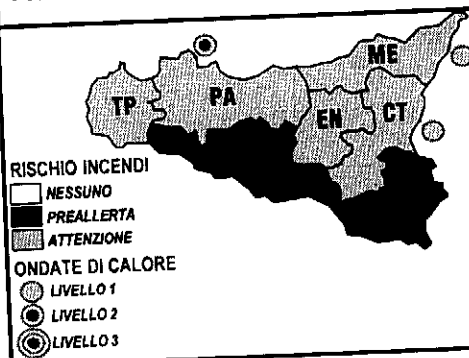 ME
PA
TP
EN
CT
RISCHIO INCENDI
NESSUNO
PREALLERTA
ATTENZIONE
ONDATE DI CALORE
LIVELLO 1
LIVELLO 2
LIVELLO 3